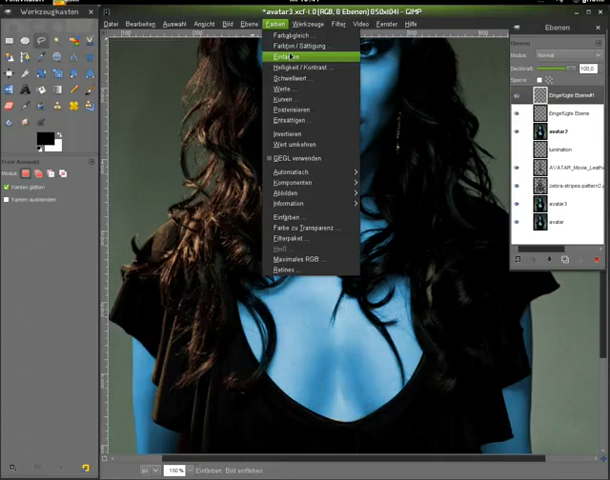 *avatar3.xcf-1.0 (RGB, 8 Ebenen) 850x1041 – GIMP
Werkzeugkasten
Datei Bearbeiten Auswahl Ansicht Bild Ebene Farben Werkzeuge Filter Video Fenster Hilfe
Ebenen
Farbabgleich ...
Farbton / Sättigung ...
Einfärben ...
Helligkeit / Kontrast ...
Schwellwert ...
Werte ...
Kurven ...
Posterisieren
Entsättigen ...
Invertieren
Wert umkehren
GEGL verwenden
Automatisch
Komponenten
Abbilden
Information
Einfärben ...
Farbe zu Transparenz ...
Filterpaket ...
Heiß ...
Maximales RGB ...
Retinex ...
Modus: Normal
Deckkraft: 100,0
Sperre:
Eingefügte Ebene#1
Eingefügte Ebene
avatar3
lumination
AVATAR_Movie_Leathe
zebra-stripes-pattern2.
avatar3
avatar
Freie Auswahl
Modus:
Kanten glätten
Kanten ausblenden
px 150 % Einfärben: Bild einfärben